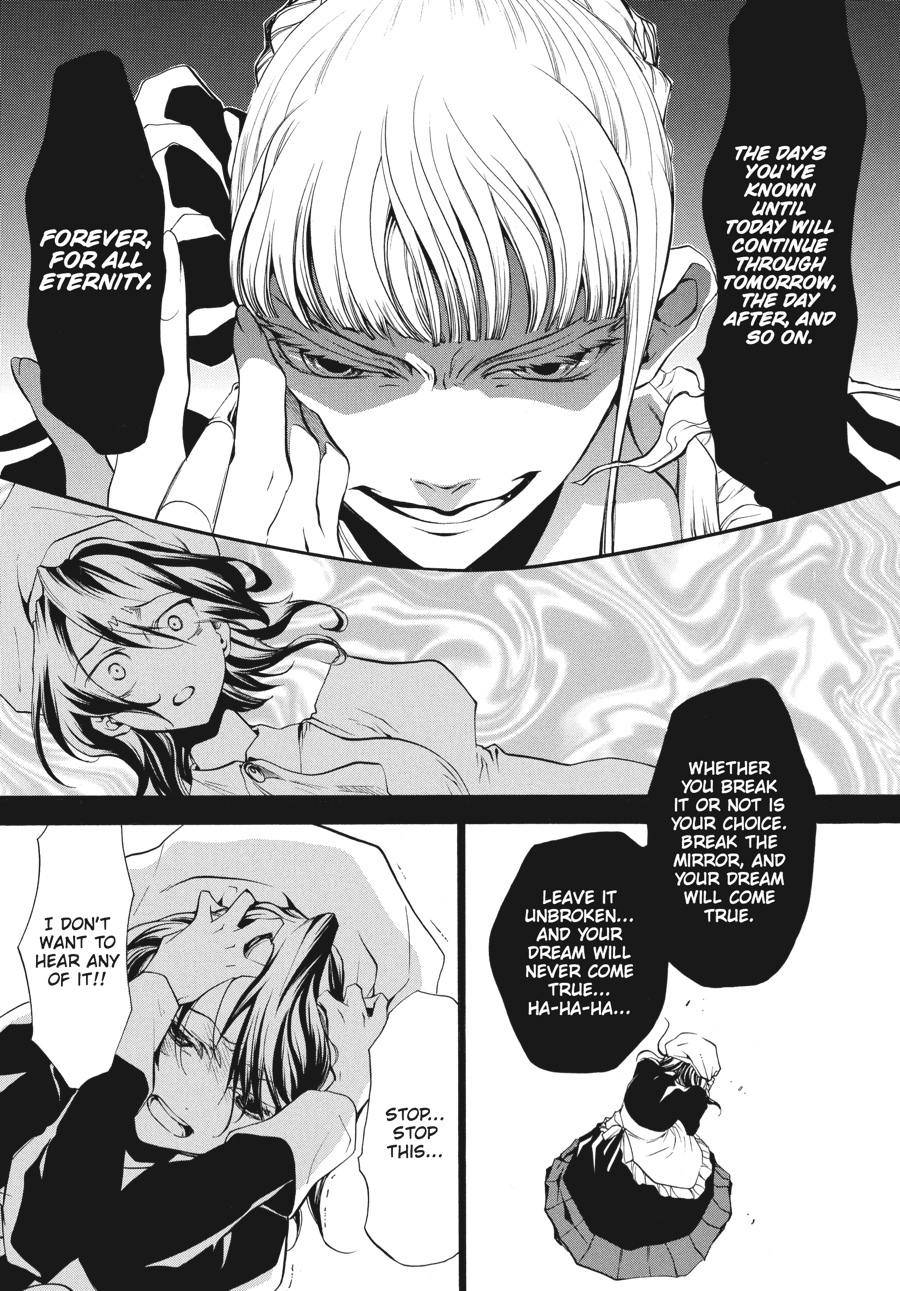 THE DAYS
YOU'VE
KNOWN
UNTIL
TODAY WILL
CONTINUE
THROUGH
TOMORROW,
THE DAY
AFTER, AND
SO ON.
FOREVER,
FOR ALL
ETERNITY.
WHETHER
YOU BREAK
IT OR NOT IS
YOUR CHOICE.
BREAK THE
MIRROR, AND
YOUR DREAM
WILL COME
TRUE.
LEAVE IT
UNBROKEN...
AND YOUR
DREAM WILL
NEVER COME
TRUE...
HA-HA-HA...
I DON'T
WANT TO
HEAR ANY
OF IT!!
STOP...
STOP
THIS...